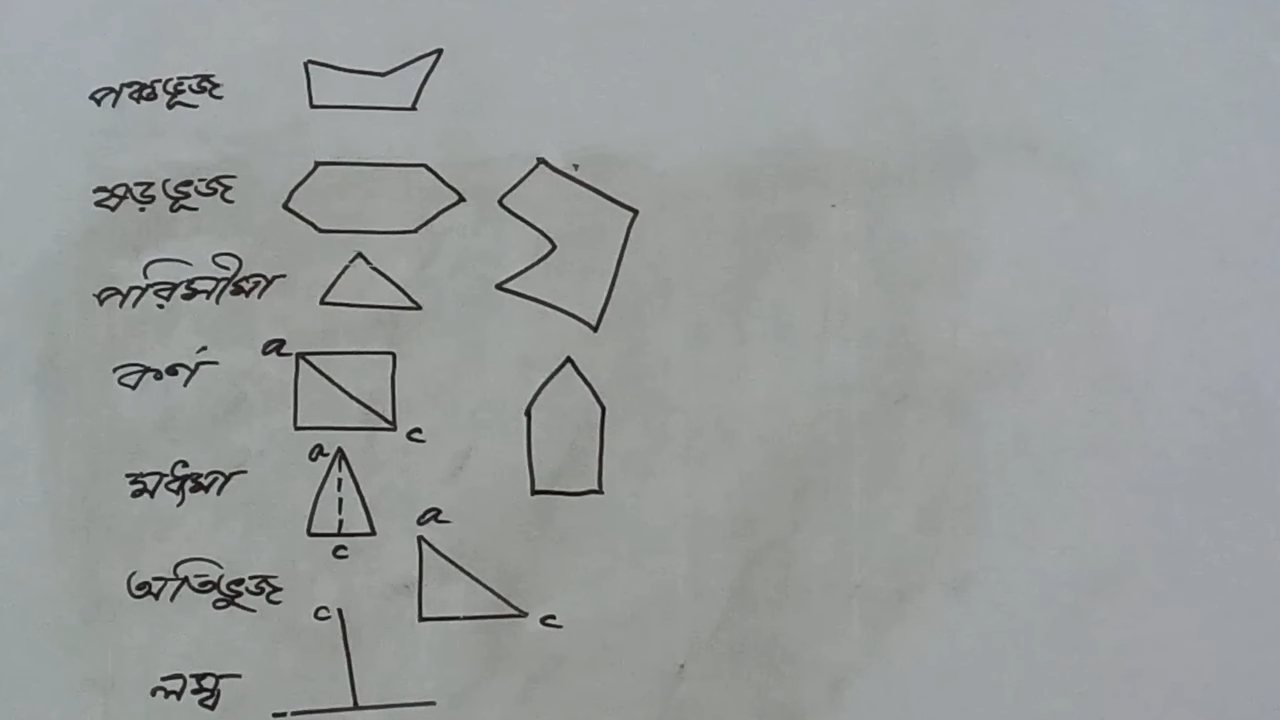 পঞ্চভূজ
ষড়ভূজ
পরিসীমা
কর্ণ a c
মধ্যমা a c
অতিভুজ a c
লম্ব c